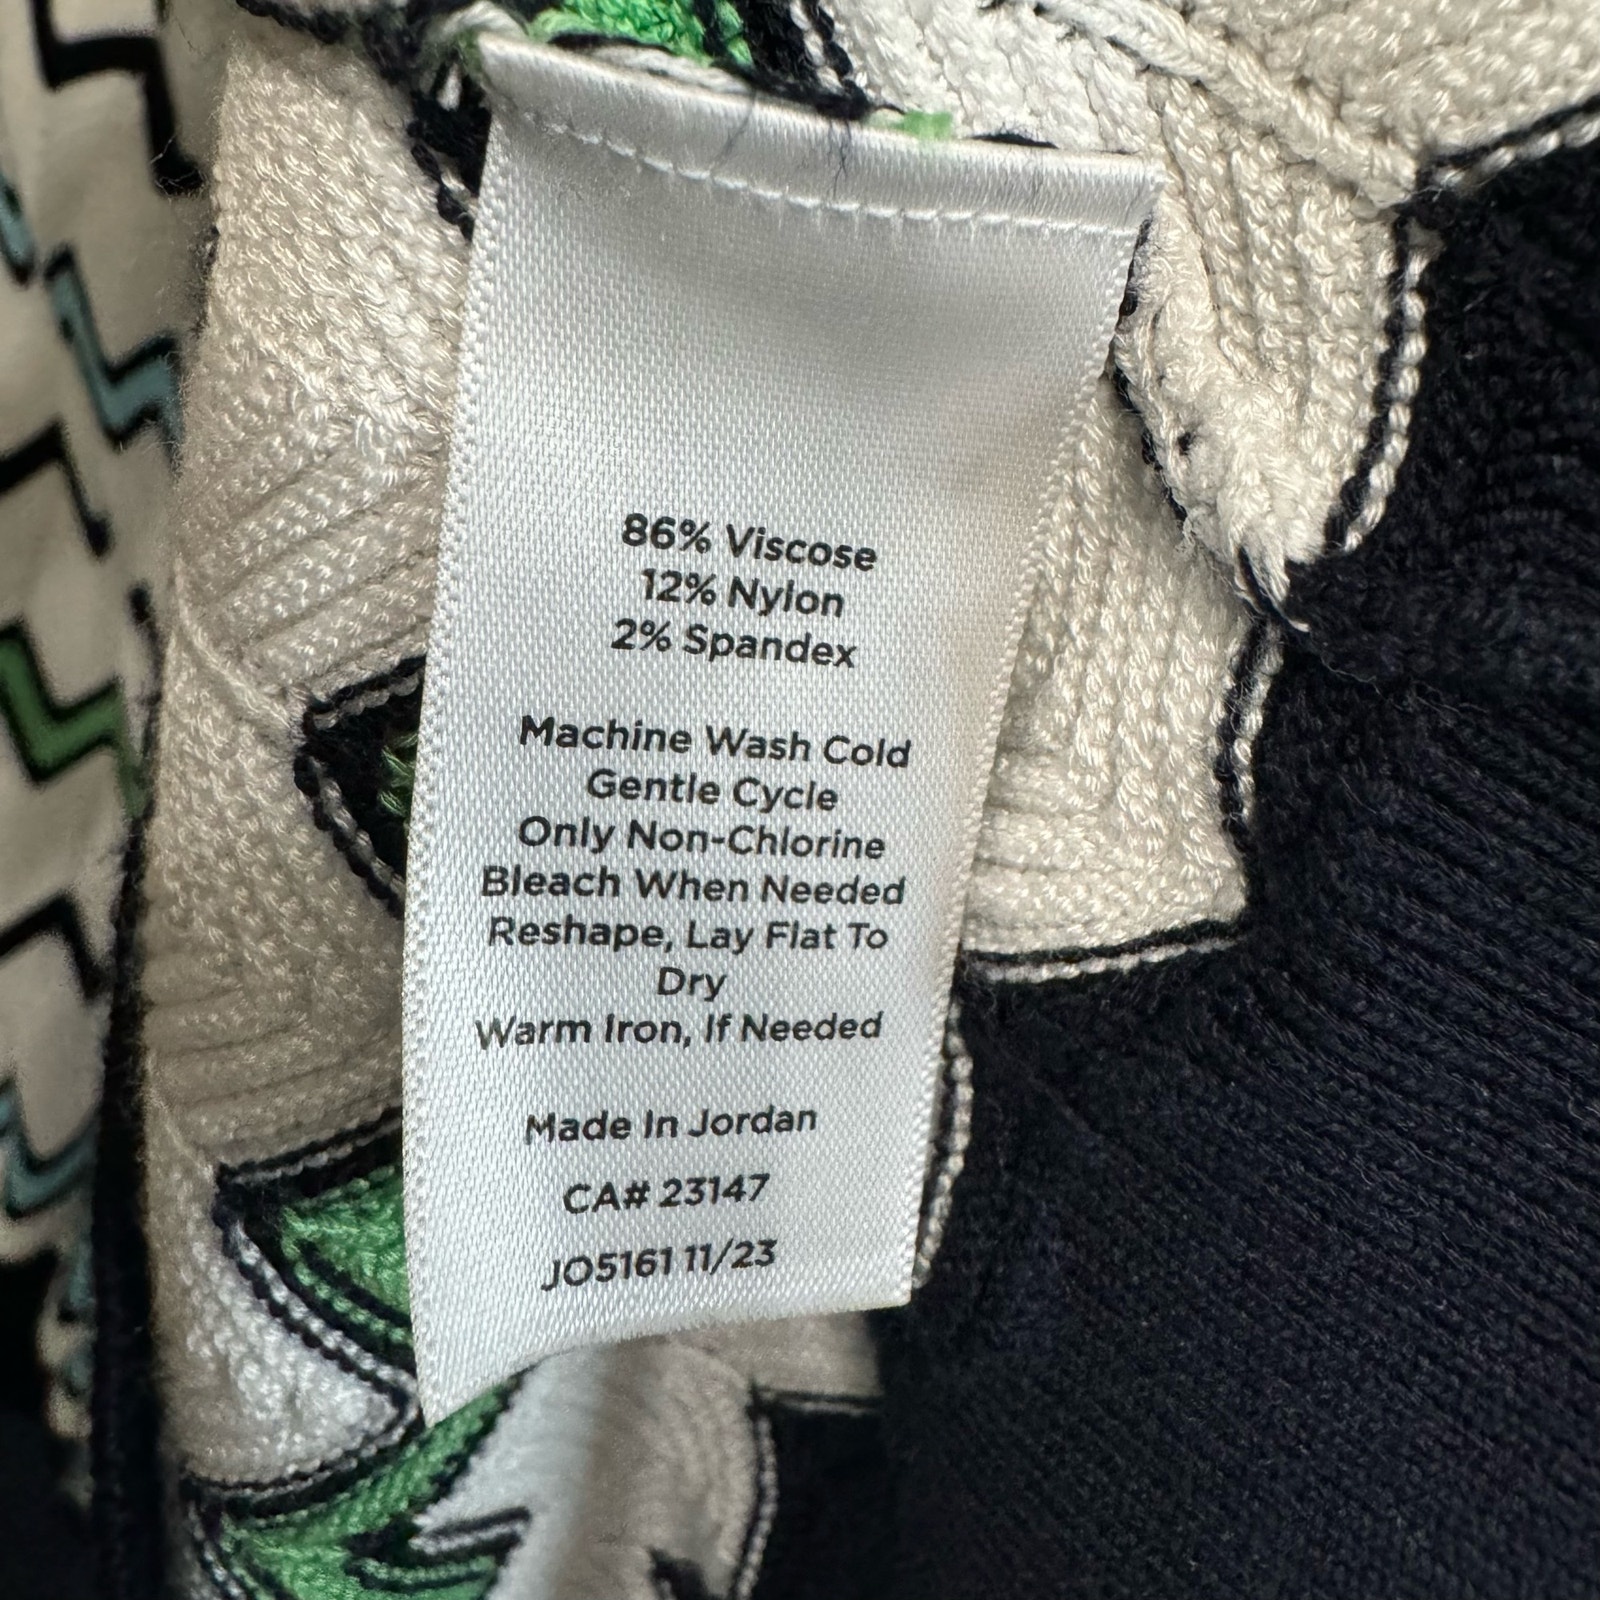 86% Viscose
12% Nylon
2% Spandex
Machine Wash Cold
Gentle Cycle
Only Non-Chlorine
Bleach When Needed
Reshape, Lay Flat To
Dry
Warm Iron, If Needed
Made In Jordan
CA# 23147
JO5161 11/23